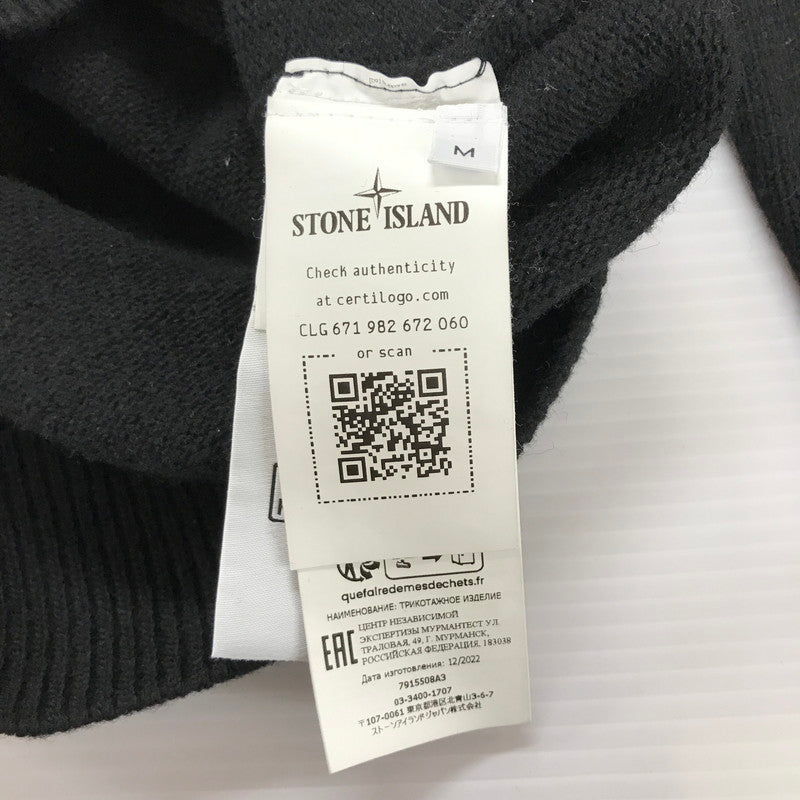 M
STONE ISLAND
Check authenticity
at certilogo.com
CLG 671 982 672 060
or scan
quefairedemesdechets.fr
НАИМЕНОВАНИЕ: ТРИКОТАЖНОЕ ИЗДЕЛИЕ
EAC
ЦЕНТР НЕЗАВИСИМОЙ
ЭКСПЕРТИЗЫ МУРМАНТЕСТ УЛ.
ТРАЛОВАЯ, 49, Г. МУРМАНСК,
РОССИЙСКАЯ ФЕДЕРАЦИЯ, 183038
Дата изготовления: 12/2022
7915508A3
03-3400-1707
〒107-0061 東京都港区北青山3-6-7
ストーンアイランドジャパン株式会社